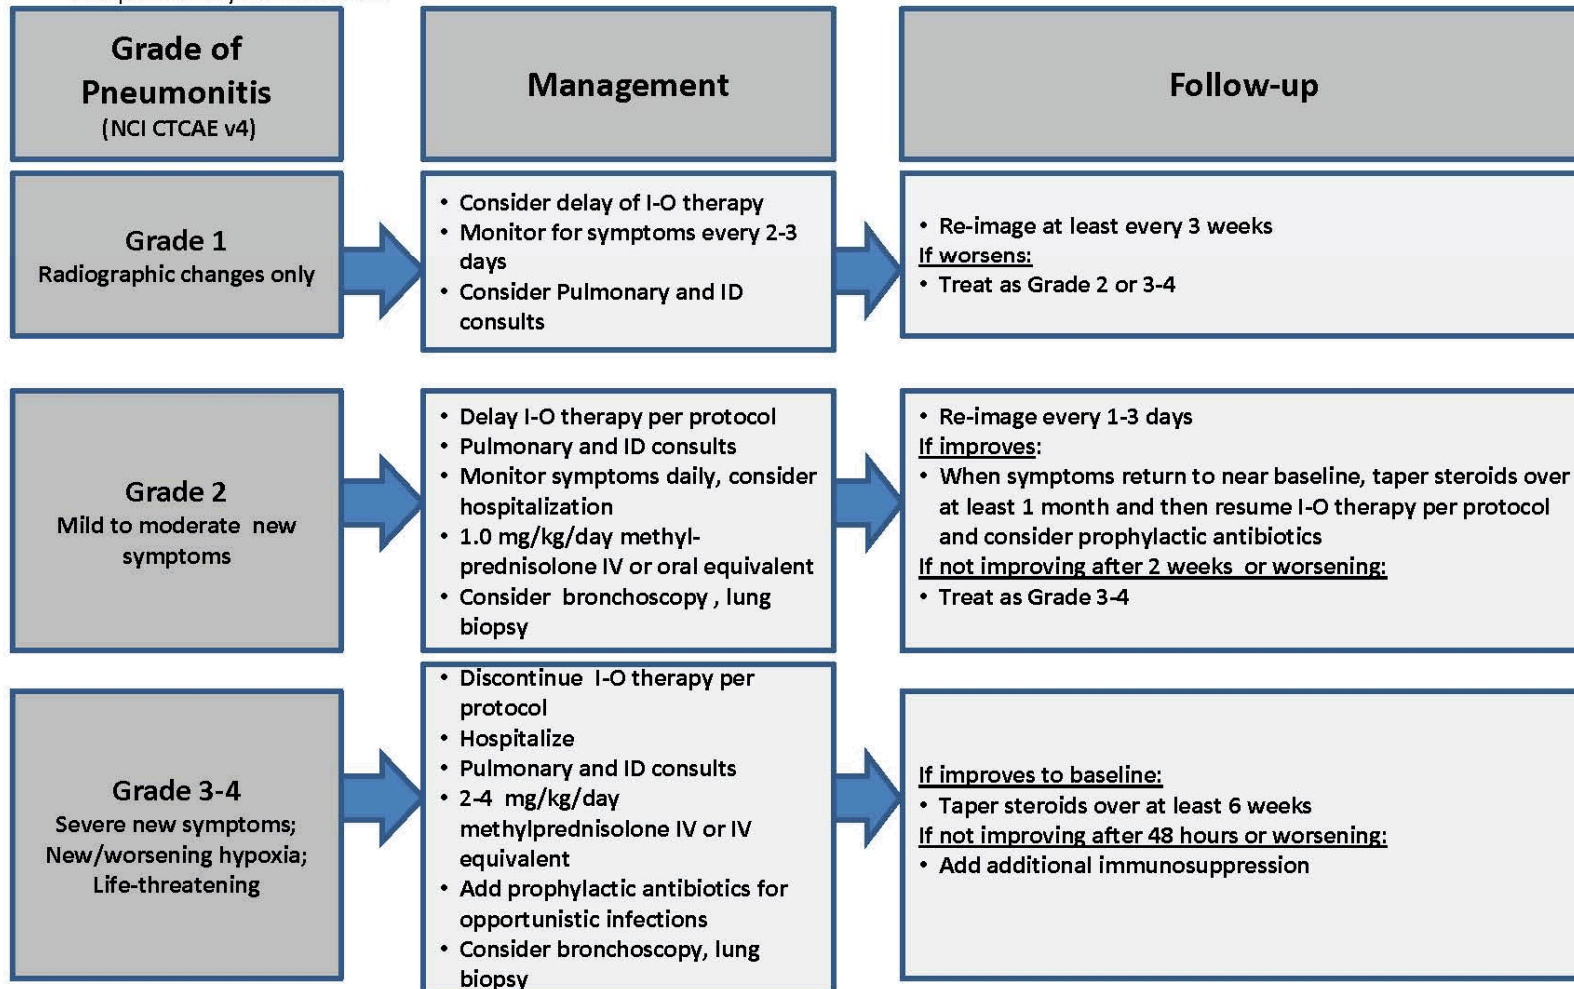 Grade of
Pneumonitis
(NCI CTCAE v4)
Management
Follow-up
Grade 1
Radiographic changes only
• Consider delay of I-O therapy
• Monitor for symptoms every 2-3
days
• Consider Pulmonary and ID
consults
• Re-image at least every 3 weeks
If worsens:
• Treat as Grade 2 or 3-4
Grade 2
Mild to moderate new
symptoms
• Delay I-O therapy per protocol
• Pulmonary and ID consults
• Monitor symptoms daily, consider
hospitalization
• 1.0 mg/kg/day methyl-
prednisolone IV or oral equivalent
• Consider bronchoscopy , lung
biopsy
• Re-image every 1-3 days
If improves:
• When symptoms return to near baseline, taper steroids over
at least 1 month and then resume I-O therapy per protocol
and consider prophylactic antibiotics
If not improving after 2 weeks or worsening:
• Treat as Grade 3-4
Grade 3-4
Severe new symptoms;
New/worsening hypoxia;
Life-threatening
• Discontinue I-O therapy per
protocol
• Hospitalize
• Pulmonary and ID consults
• 2-4 mg/kg/day
methylprednisolone IV or IV
equivalent
• Add prophylactic antibiotics for
opportunistic infections
• Consider bronchoscopy, lung
biopsy
If improves to baseline:
• Taper steroids over at least 6 weeks
If not improving after 48 hours or worsening:
• Add additional immunosuppression